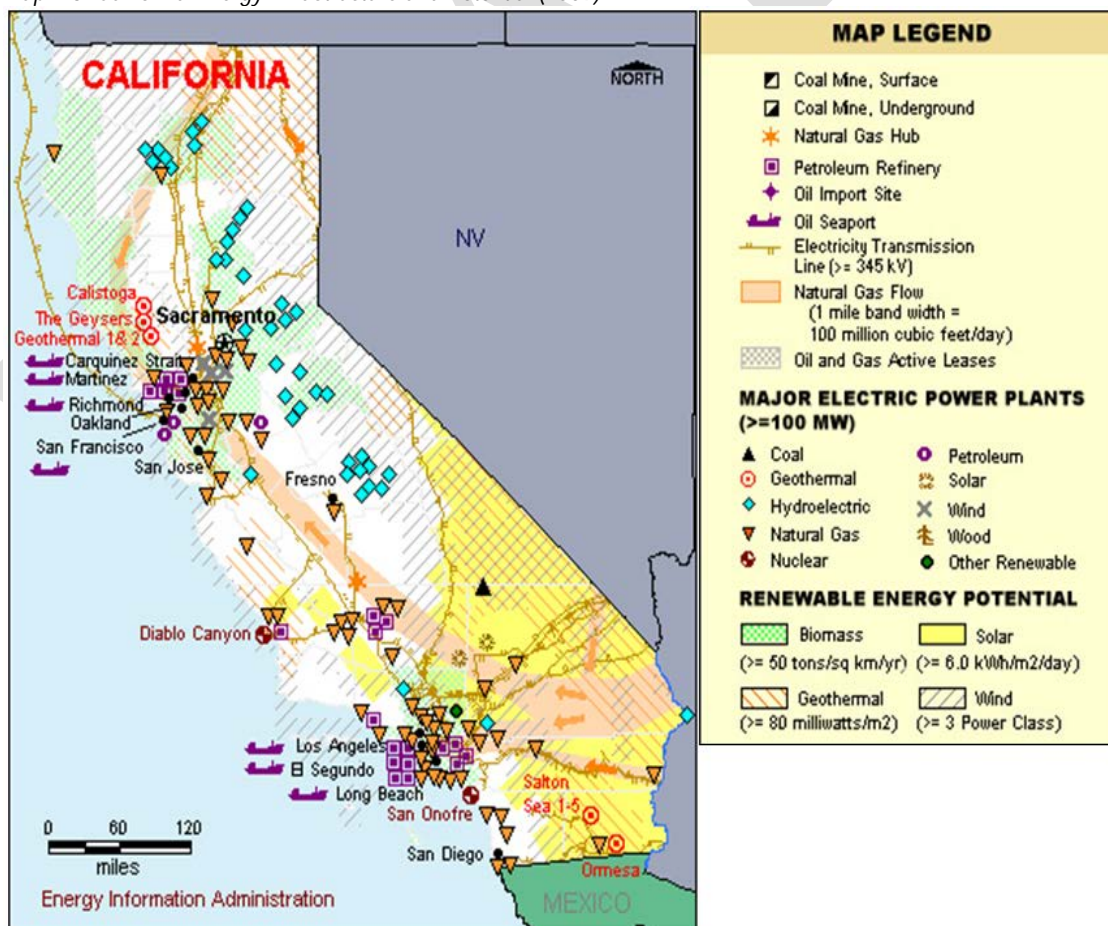 CALIFORNIA
NORTH
NV
Calistoga
The Geysers
Sacramento
Geothermal 1& 2
Carquinez Strait
Martinez
Richmond
Oakland
San Francisco
San Jose
Fresno
Diablo Canyon
Los Angeles
El Segundo
Long Beach
San Onofre
Salton
Sea 1-5
San Diego
Ormesa
MEXICO
0 60 120
miles
Energy Information Administration
MAP LEGEND
Coal Mine, Surface
Coal Mine, Underground
Natural Gas Hub
Petroleum Refinery
Oil Import Site
Oil Seaport
Electricity Transmission
Line (>= 345 kV)
Natural Gas Flow
(1 mile band width =
100 million cubic feet/day)
Oil and Gas Active Leases
MAJOR ELECTRIC POWER PLANTS
(>=100 MW)
Coal
Geothermal
Hydroelectric
Natural Gas
Nuclear
Petroleum
Solar
Wind
Wood
Other Renewable
RENEWABLE ENERGY POTENTIAL
Biomass
(>= 50 tons/sq km/yr)
Solar
(>= 6.0 kWh/m2/day)
Geothermal
(>= 80 milliwatts/m2)
Wind
(>= 3 Power Class)